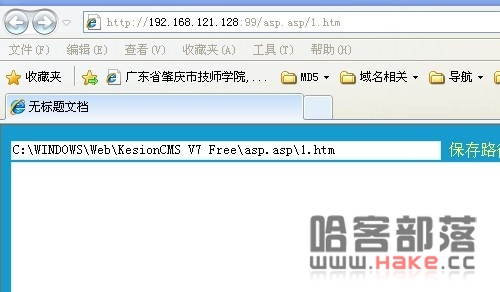 http://192.168.121.128:99/asp.asp/1.htm
文件(F) 编辑(E) 查看(V) 收藏夹(A) 工具(T) 帮助(H)
收藏夹 广东省肇庆市技师学院,... MD5 域名相关 导航
无标题文档
C:\WINDOWS\Web\KesionCMS V7 Free\asp.asp\1.htm 保存路径
哈客部落
www.HaKe.cc